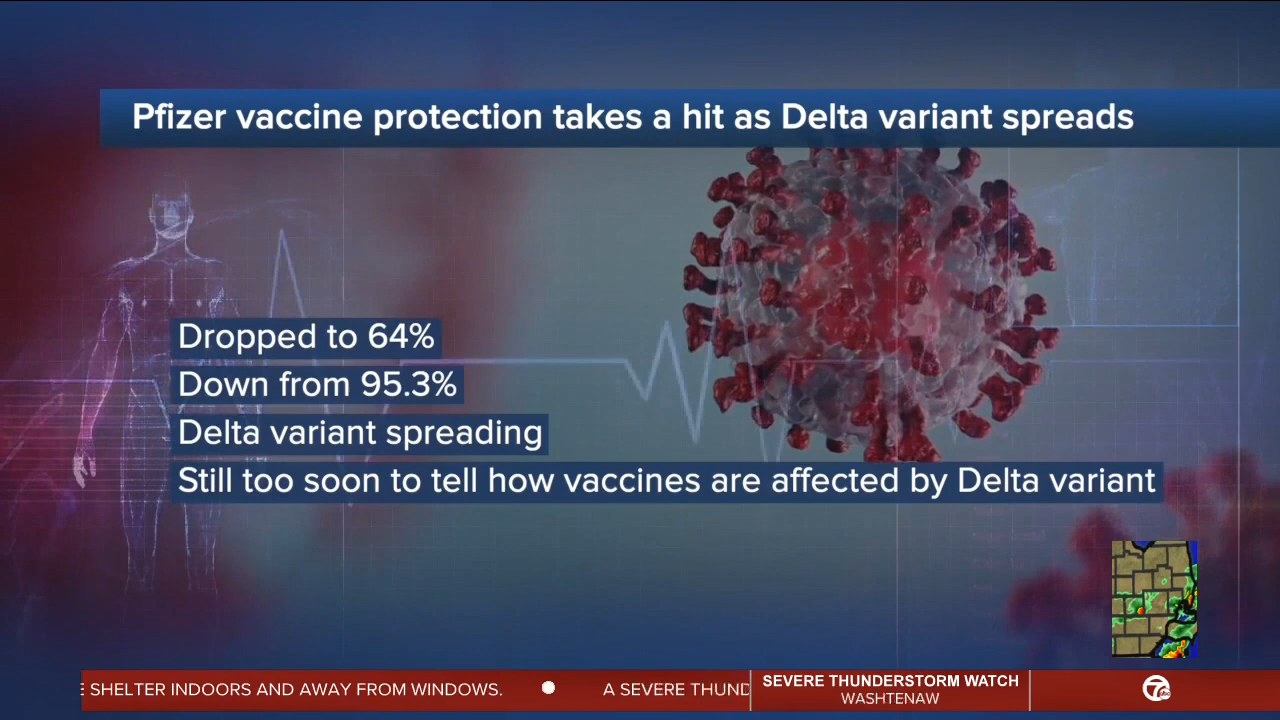 Pfizer vaccine protection takes a hit as Delta variant spreads
Dropped to 64%
Down from 95.3%
Delta variant spreading
Still too soon to tell how vaccines are affected by Delta variant
SHELTER INDOORS AND AWAY FROM WINDOWS.
A SEVERE
SEVERE THUNDERSTORM WATCH
WASHTENAW
7
abc